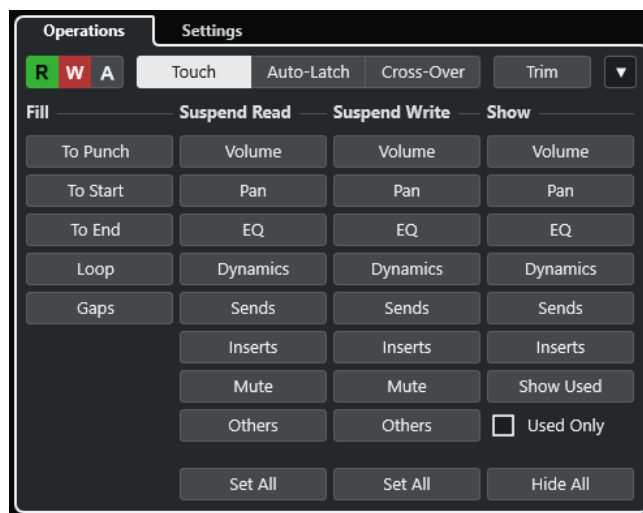 Operations Settings
R W A Touch Auto-Latch Cross-Over Trim ▼
Fill Suspend Read Suspend Write Show
To Punch Volume Volume Volume
To Start Pan Pan Pan
To End EQ EQ EQ
Loop Dynamics Dynamics Dynamics
Gaps Sends Sends Sends
Inserts Inserts Inserts
Mute Mute Show Used
Others Others Used Only
Set All Set All Hide All